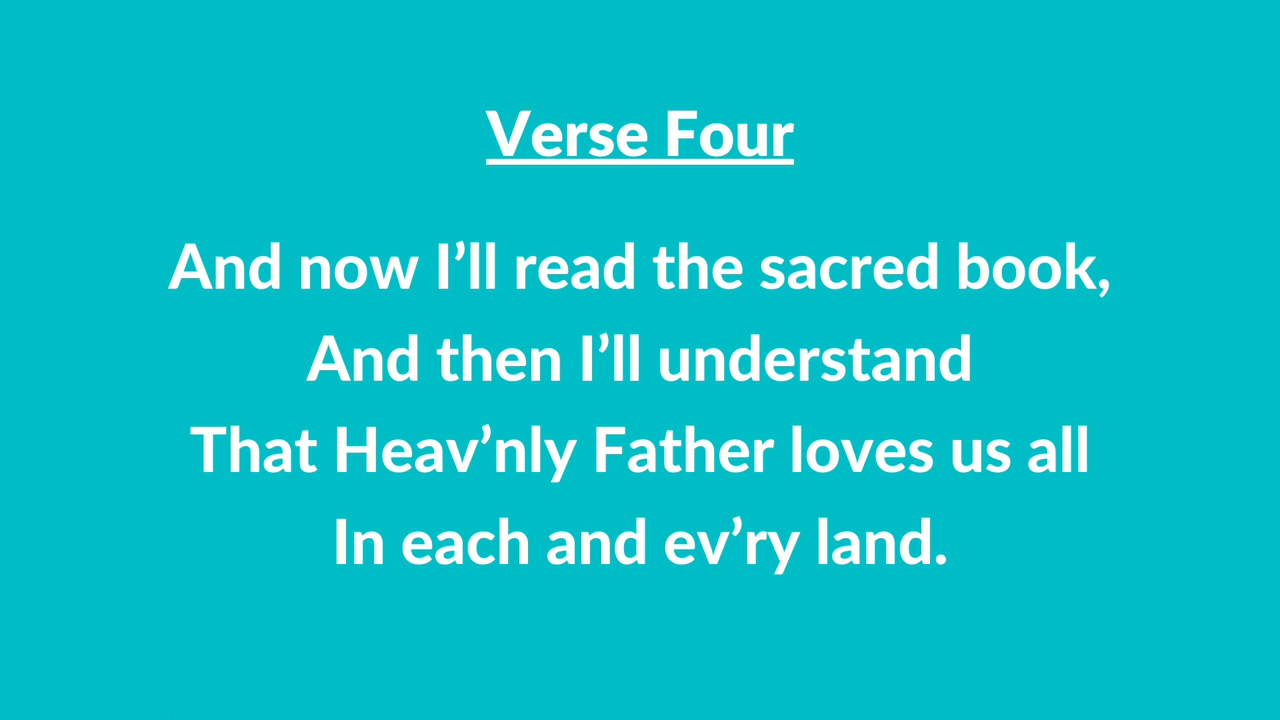 Verse Four
And now I’ll read the sacred book,
And then I’ll understand
That Heav’nly Father loves us all
In each and ev’ry land.